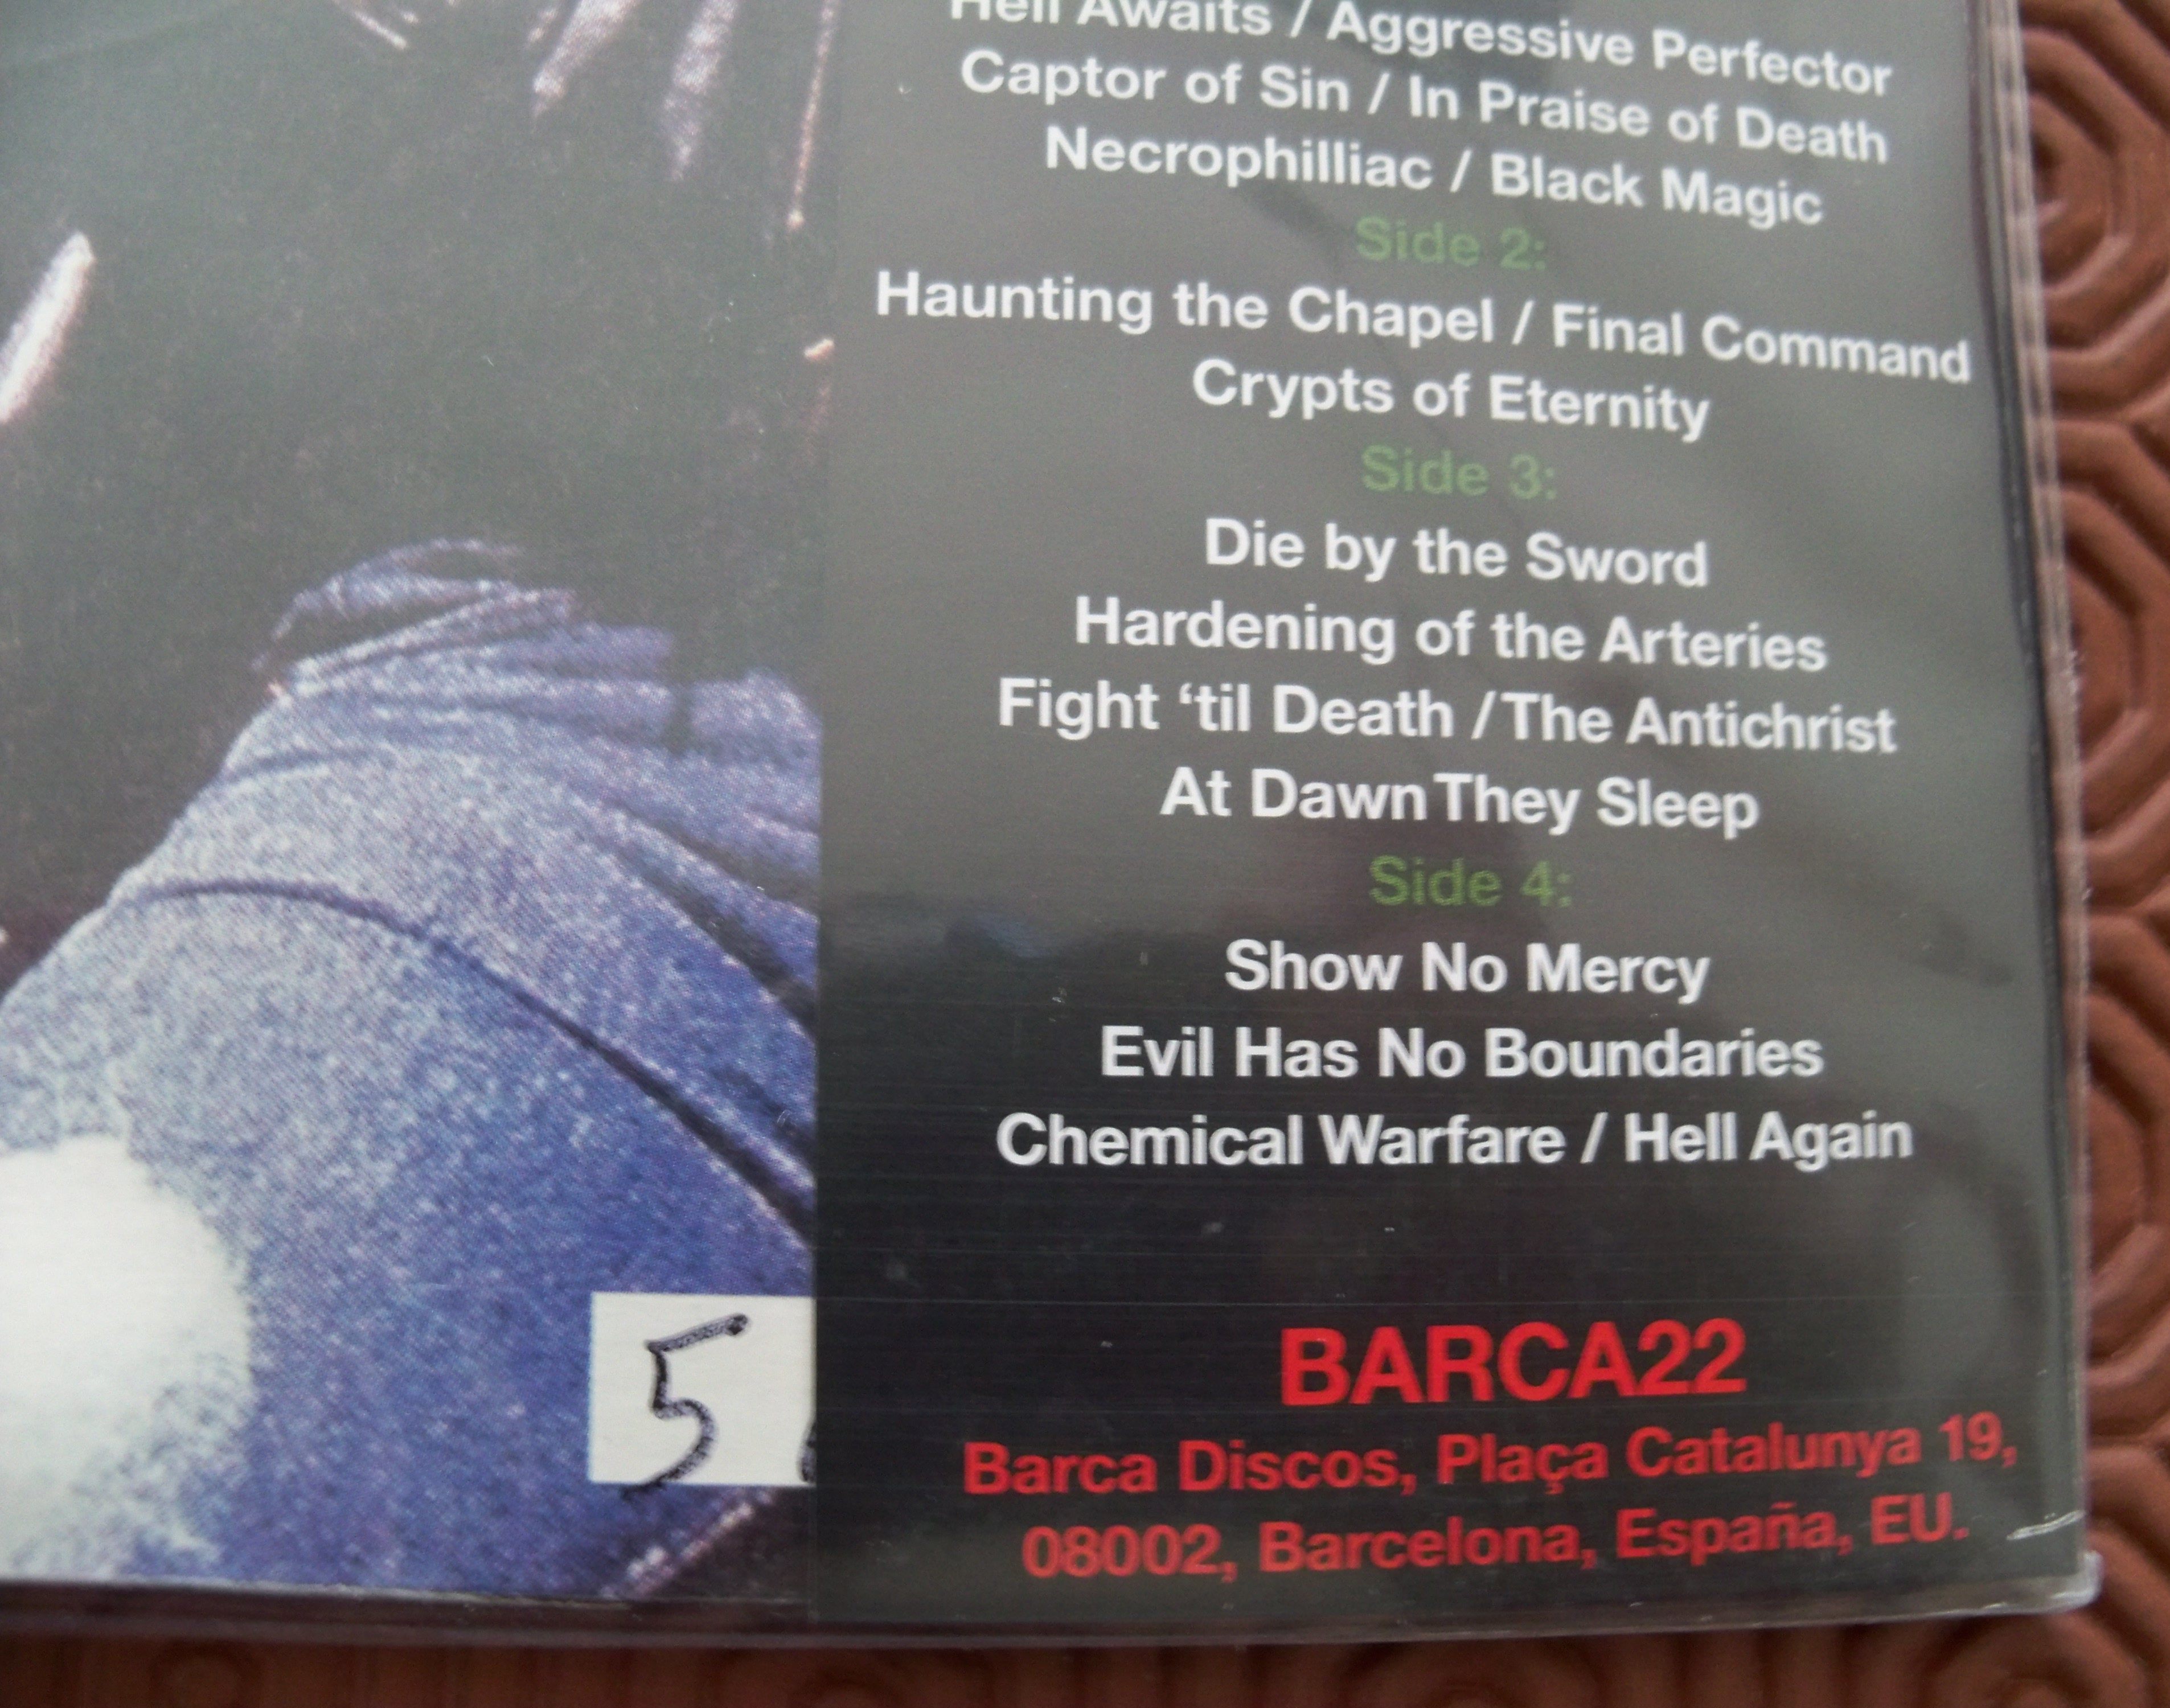 Hell Awaits / Aggressive Perfector
Captor of Sin / In Praise of Death
Necrophilliac / Black Magic
Side 2:
Haunting the Chapel / Final Command
Crypts of Eternity
Side 3:
Die by the Sword
Hardening of the Arteries
Fight ‘til Death / The Antichrist
At Dawn They Sleep
Side 4:
Show No Mercy
Evil Has No Boundaries
Chemical Warfare / Hell Again
5
BARCA22
Barca Discos, Plaça Catalunya 19,
08002, Barcelona, España, EU.